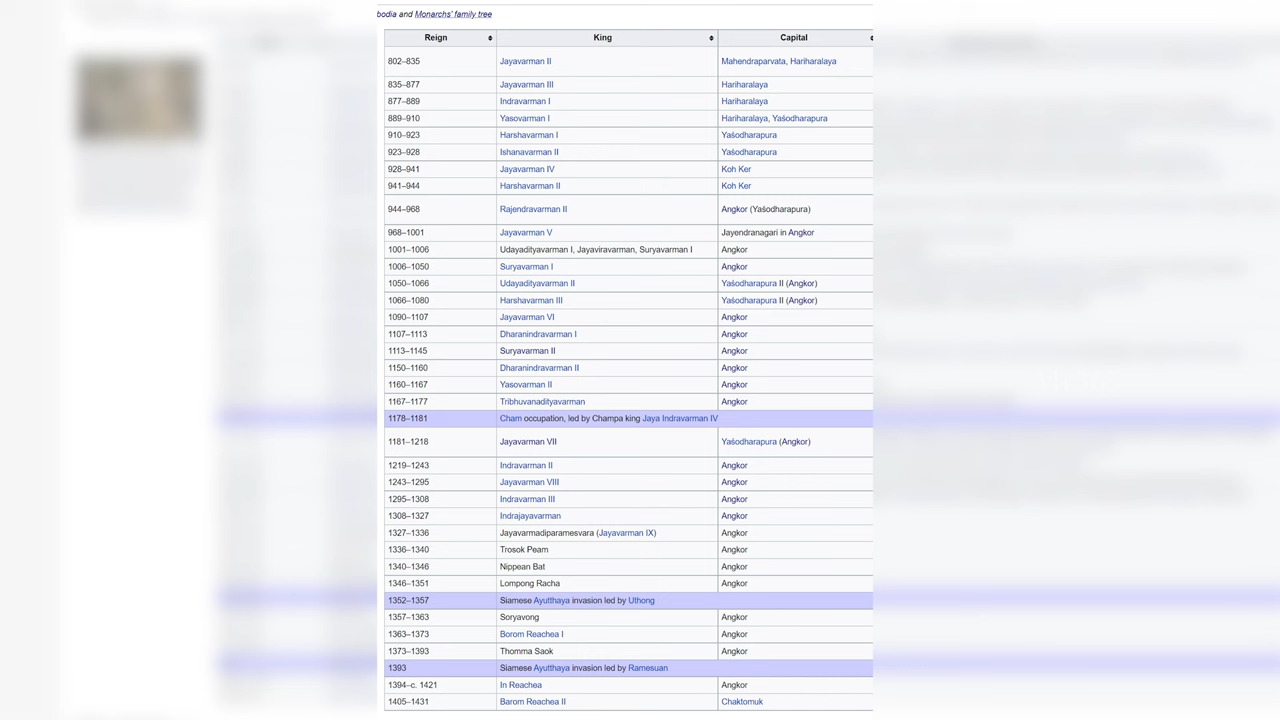 bodia and Monarchs' family tree
Reign King Capital
802–835 Jayavarman II Mahendraparvata, Hariharalaya
835–877 Jayavarman III Hariharalaya
877–889 Indravarman I Hariharalaya
889–910 Yasovarman I Hariharalaya, Yaśodharapura
910–923 Harshavarman I Yaśodharapura
923–928 Ishanavarman II Yaśodharapura
928–941 Jayavarman IV Koh Ker
941–944 Harshavarman II Koh Ker
944–968 Rajendravarman II Angkor (Yaśodharapura)
968–1001 Jayavarman V Jayendranagari in Angkor
1001–1006 Udayadityavarman I, Jayaviravarman, Suryavarman I Angkor
1006–1050 Suryavarman I Angkor
1050–1066 Udayadityavarman II Yaśodharapura II (Angkor)
1066–1080 Harshavarman III Yaśodharapura II (Angkor)
1090–1107 Jayavarman VI Angkor
1107–1113 Dharanindravarman I Angkor
1113–1145 Suryavarman II Angkor
1150–1160 Dharanindravarman II Angkor
1160–1167 Yasovarman II Angkor
1167–1177 Tribhuvanadityavarman Angkor
1178–1181 Cham occupation, led by Champa king Jaya Indravarman IV
1181–1218 Jayavarman VII Yaśodharapura (Angkor)
1219–1243 Indravarman II Angkor
1243–1295 Jayavarman VIII Angkor
1295–1308 Indravarman III Angkor
1308–1327 Indrajayavarman Angkor
1327–1336 Jayavarmadiparamesvara (Jayavarman IX) Angkor
1336–1340 Trosok Peam Angkor
1340–1346 Nippean Bat Angkor
1346–1351 Lompong Racha Angkor
1352–1357 Siamese Ayutthaya invasion led by Uthong
1357–1363 Soryavong Angkor
1363–1373 Borom Reachea I Angkor
1373–1393 Thomma Saok Angkor
1393 Siamese Ayutthaya invasion led by Ramesuan
1394–c. 1421 In Reachea Angkor
1405–1431 Barom Reachea II Chaktomuk